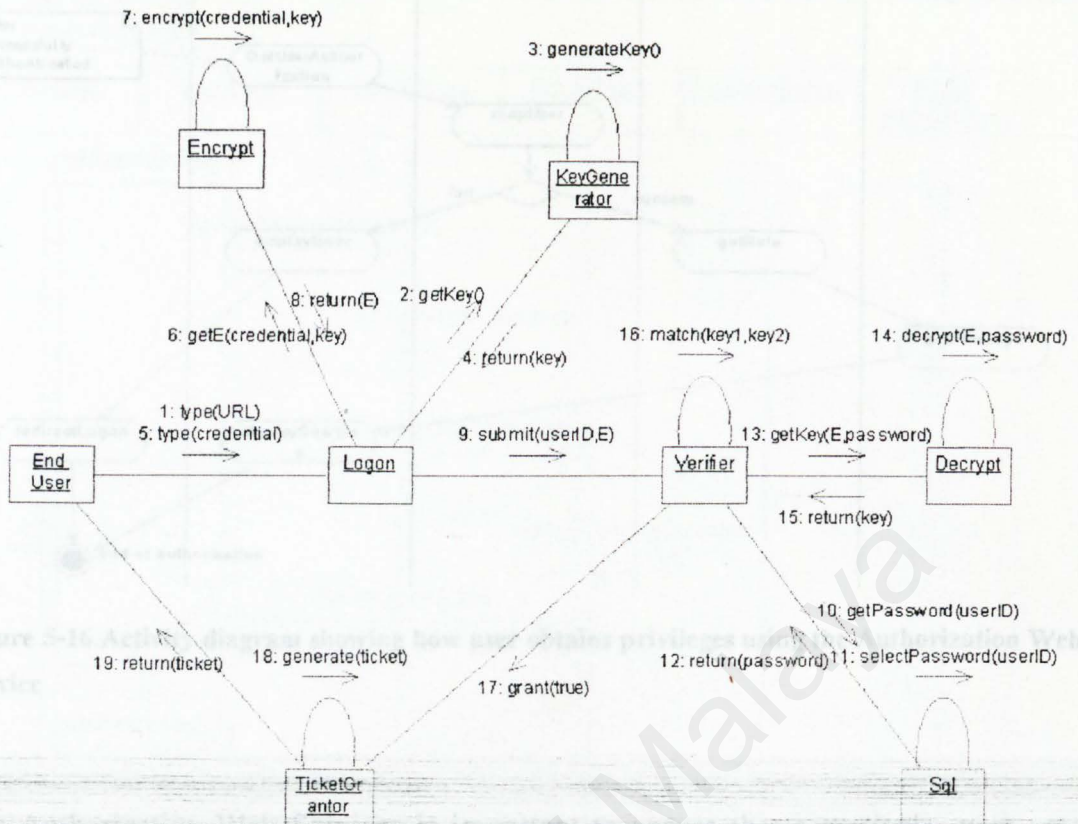 7: encrypt(credential,key)
3: generateKey()
Encrypt
KeyGene
rator
8: return(E)
2: getKey()
6: getE(credential,key)
4: return(key)
16: match(key1,key2)
14: decrypt(E,password)
1: type(URL)
5: type(credential)
9: submit(userID,E)
13: getKey(E,password)
End
User
Logon
Verifier
Decrypt
15: return(key)
10: getPassword(userID)
19: return(ticket)
18: generate(ticket)
12: return(password)
11: selectPassword(userID)
17: grant(true)
TicketGr
antor
Sql
Malaya
ure 5-16 Activity diagram showing how user obtains privileges using the Authorization Web